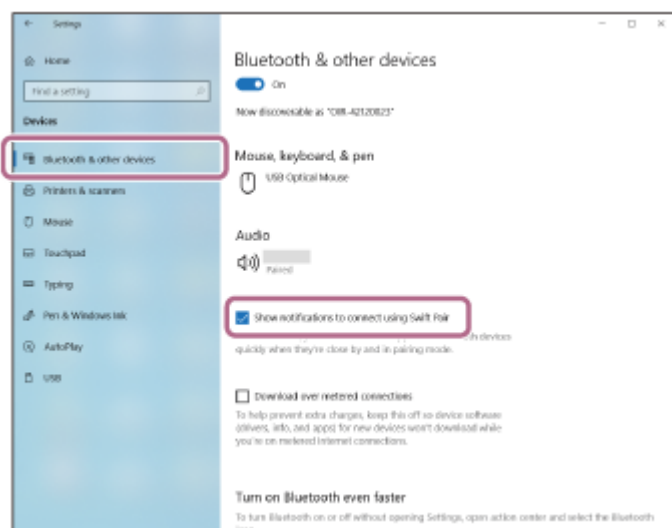 Settings
Home
Find a setting
Devices
Bluetooth & other devices
Printers & scanners
Mouse
Touchpad
Typing
Pen & Windows Ink
AutoPlay
USB
Bluetooth & other devices
On
Now discoverable as
Mouse, keyboard, & pen
USB Optical Mouse
Audio
Paired
Show notifications to connect using Swift Pair
devices
quickly when they're close by and in pairing mode.
Download over metered connections
To help prevent extra charges, keep this off so device software
(drivers, info, and apps) for new devices won't download while
you're on metered Internet connections.
Turn on Bluetooth even faster
To turn Bluetooth on or off without opening Settings, open action center and select the Bluetooth